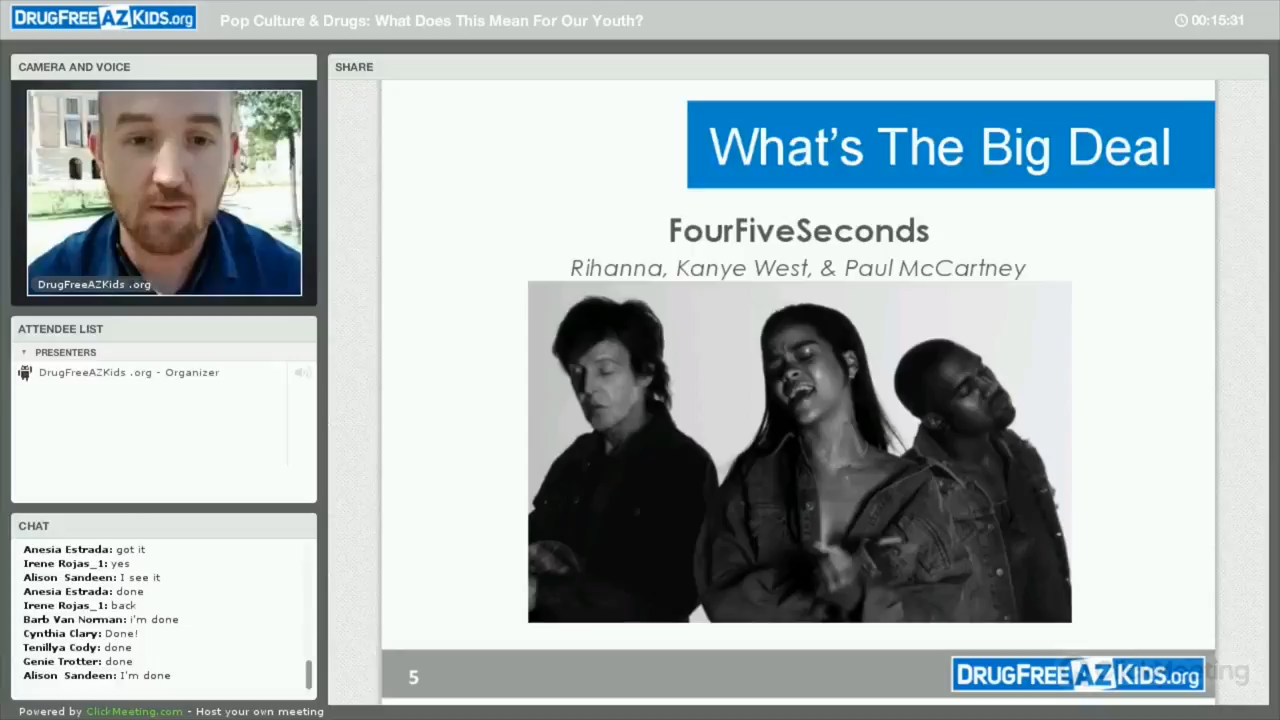 DRUGFREEAZKIDS.org
Pop Culture & Drugs: What Does This Mean For Our Youth?
00:15:31
CAMERA AND VOICE
DrugFreeAZKids .org
ATTENDEE LIST
PRESENTERS
DrugFreeAZKids .org - Organizer
CHAT
Anesia Estrada: got it
Irene Rojas_1: yes
Alison Sandeen: I see it
Anesia Estrada: done
Irene Rojas_1: back
Barb Van Norman: i'm done
Cynthia Clary: Done!
Tenillya Cody: done
Genie Trotter: done
Alison Sandeen: I'm done
Powered by ClickMeeting.com - Host your own meeting
SHARE
What's The Big Deal
FourFiveSeconds
Rihanna, Kanye West, & Paul McCartney
5
DRUGFREEAZKIDS.org